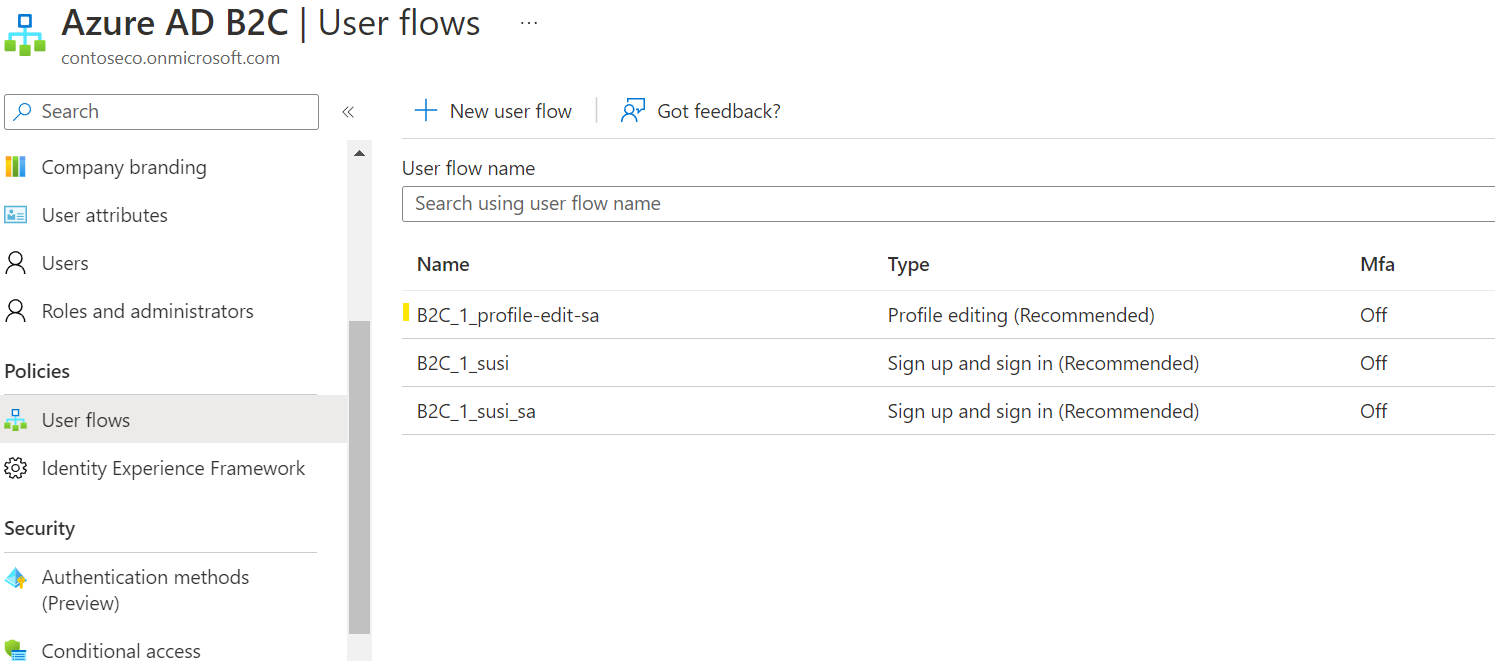 Azure AD B2C | User flows ...
contoseco.onmicrosoft.com
Search «
Company branding
User attributes
Users
Roles and administrators
Policies
User flows
Identity Experience Framework
Security
Authentication methods
(Preview)
Conditional access
New user flow
Got feedback?
User flow name
Search using user flow name
Name Type Mfa
B2C_1_profile-edit-sa Profile editing (Recommended) Off
B2C_1_susi Sign up and sign in (Recommended) Off
B2C_1_susi_sa Sign up and sign in (Recommended) Off